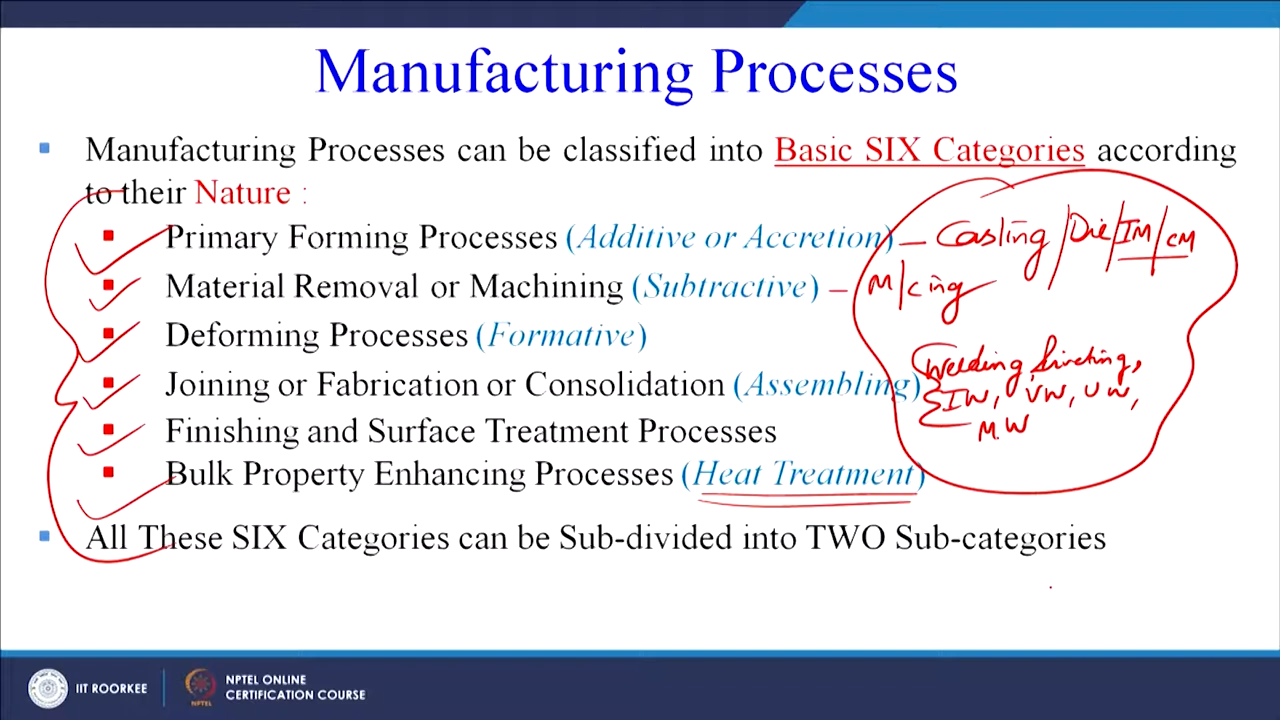 Manufacturing Processes
Manufacturing Processes can be classified into Basic SIX Categories according
to their Nature :
Primary Forming Processes (Additive or Accretion) – Casting/Die/IM/CM
Material Removal or Machining (Subtractive) – M/cing
Deforming Processes (Formative)
Joining or Fabrication or Consolidation (Assembling)
Welding, riveting,
IW, VW, UW,
M.W
Finishing and Surface Treatment Processes
Bulk Property Enhancing Processes (Heat Treatment)
All These SIX Categories can be Sub-divided into TWO Sub-categories
IIT ROORKEE
NPTEL ONLINE
CERTIFICATION COURSE
NPTEL